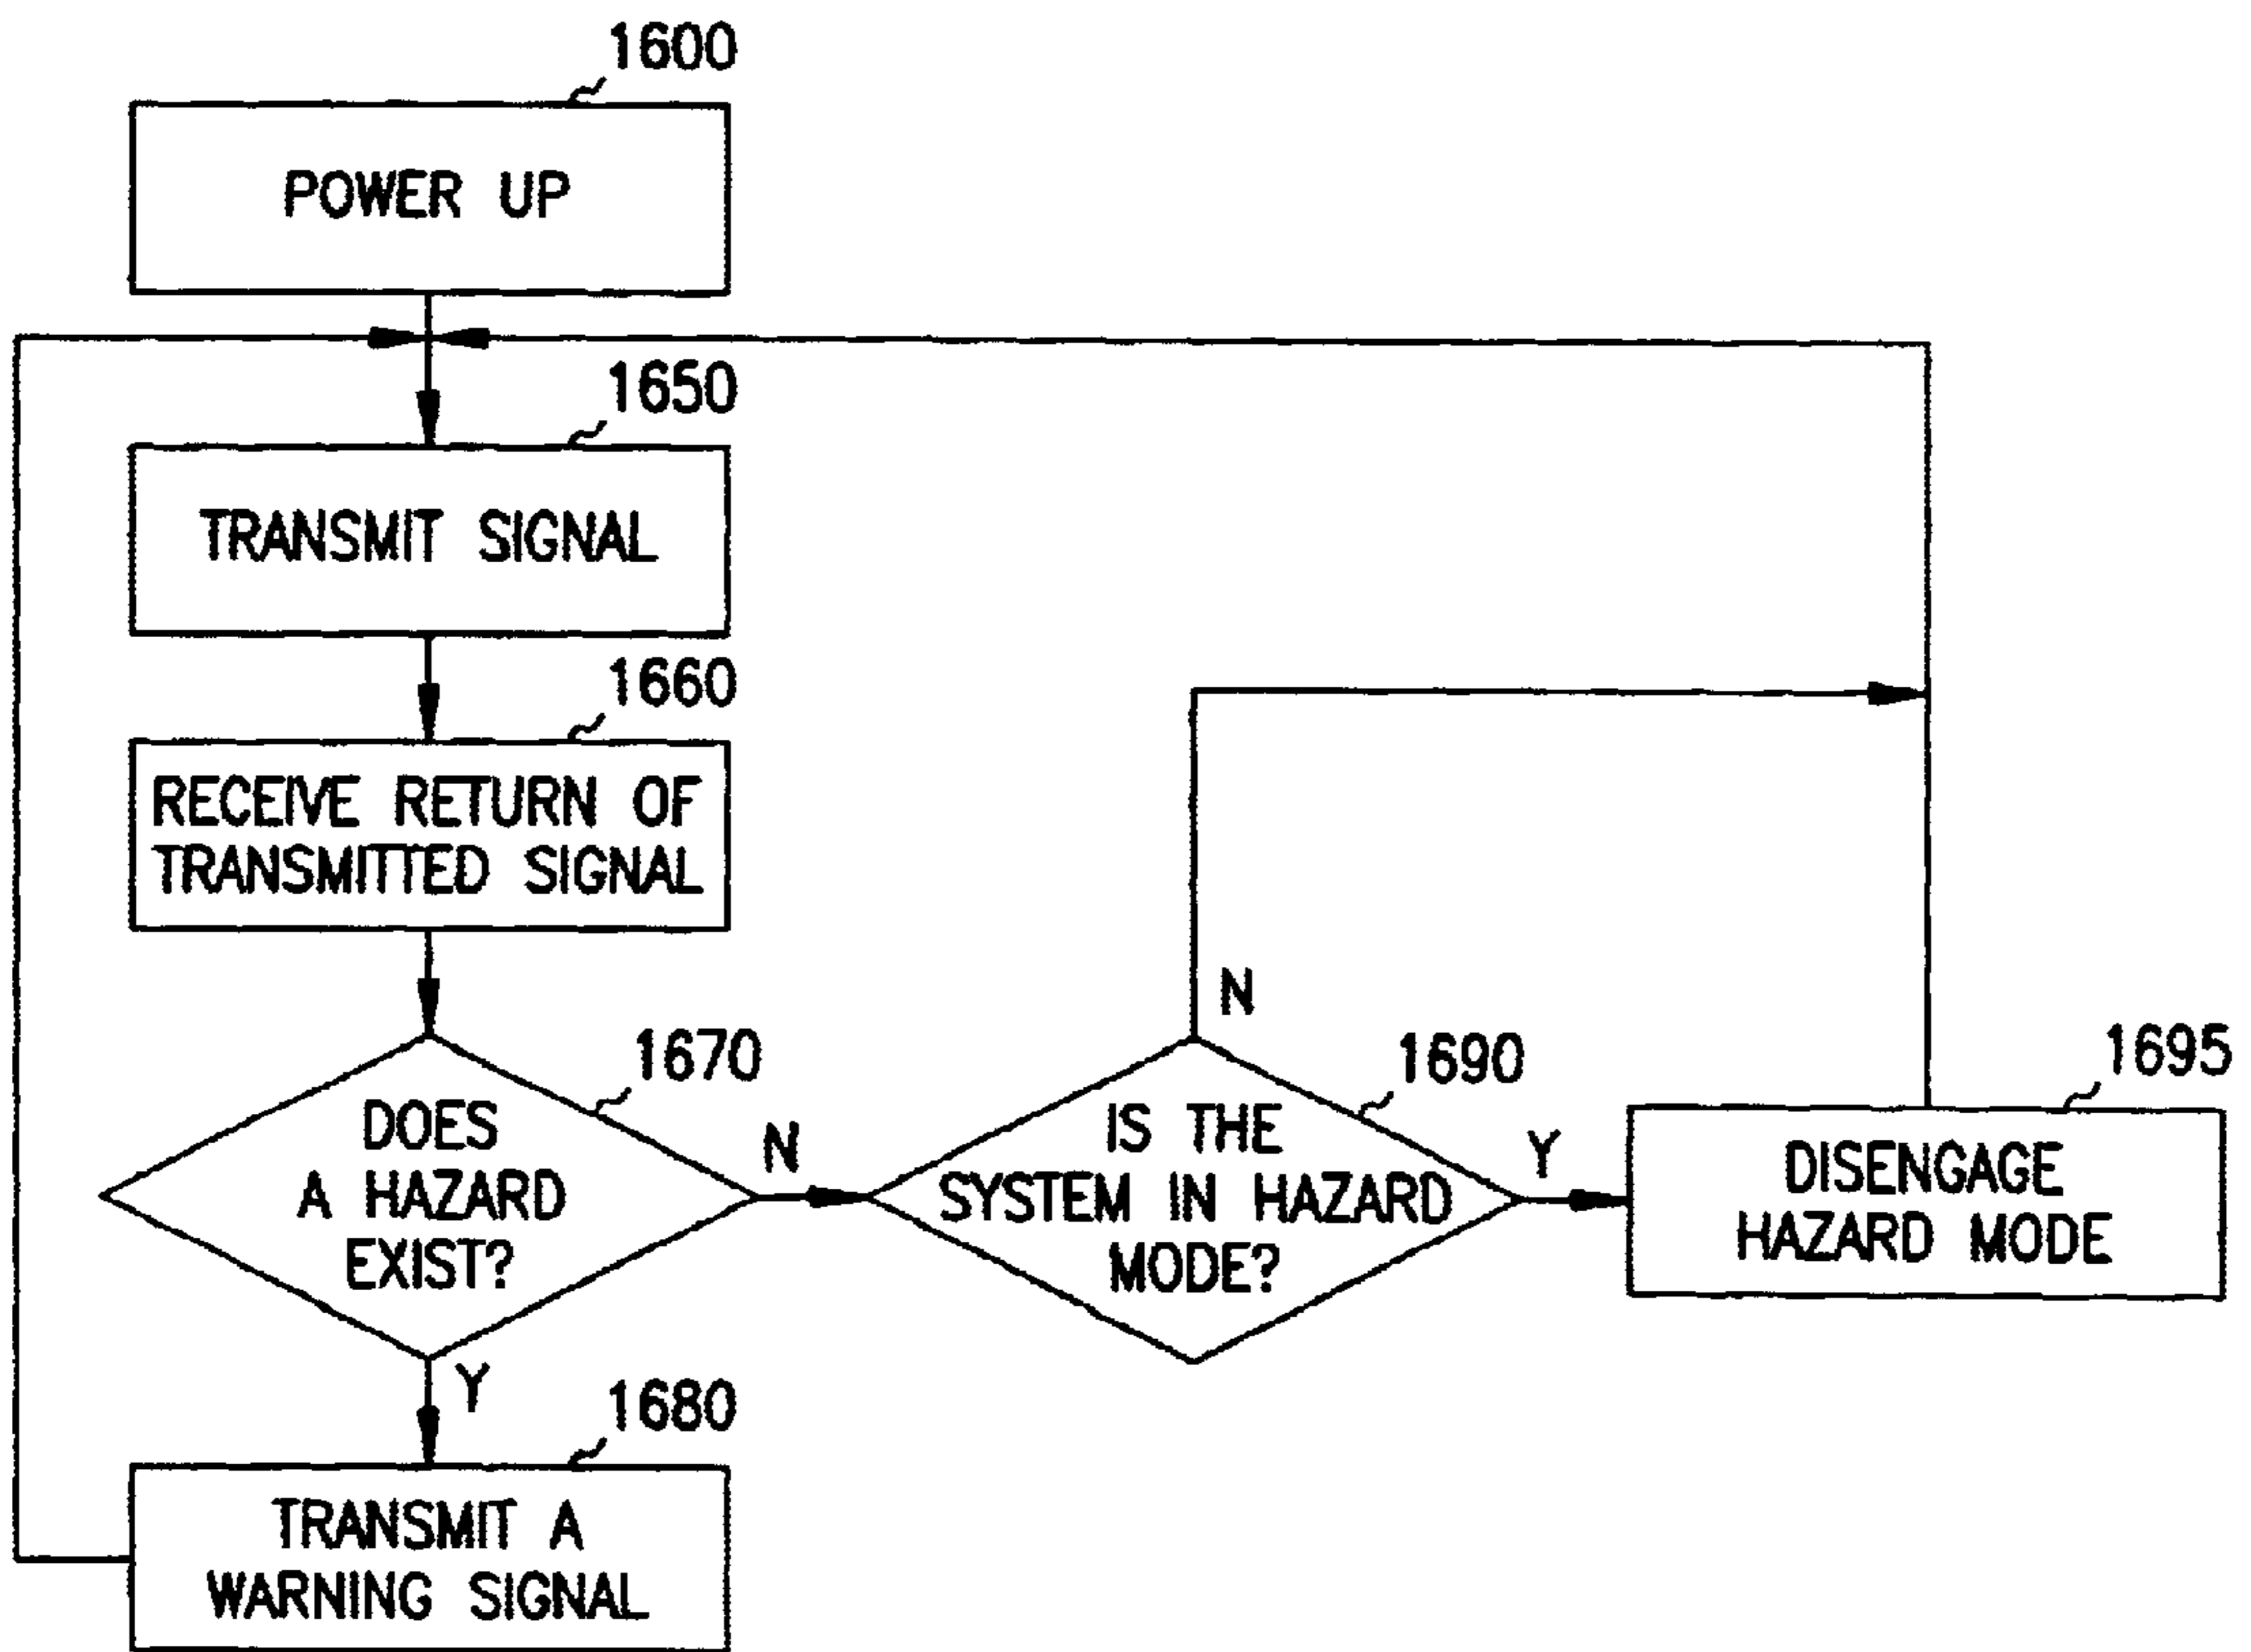 1600
POWER UP
1650
TRANSMIT SIGNAL
1660
RECEIVE RETURN OF
TRANSMITTED SIGNAL
1670
DOES
A HAZARD
EXIST?
N
Y
1680
TRANSMIT A
WARNING SIGNAL
1690
IS THE
SYSTEM IN HAZARD
MODE?
N
Y
1695
DISENGAGE
HAZARD MODE